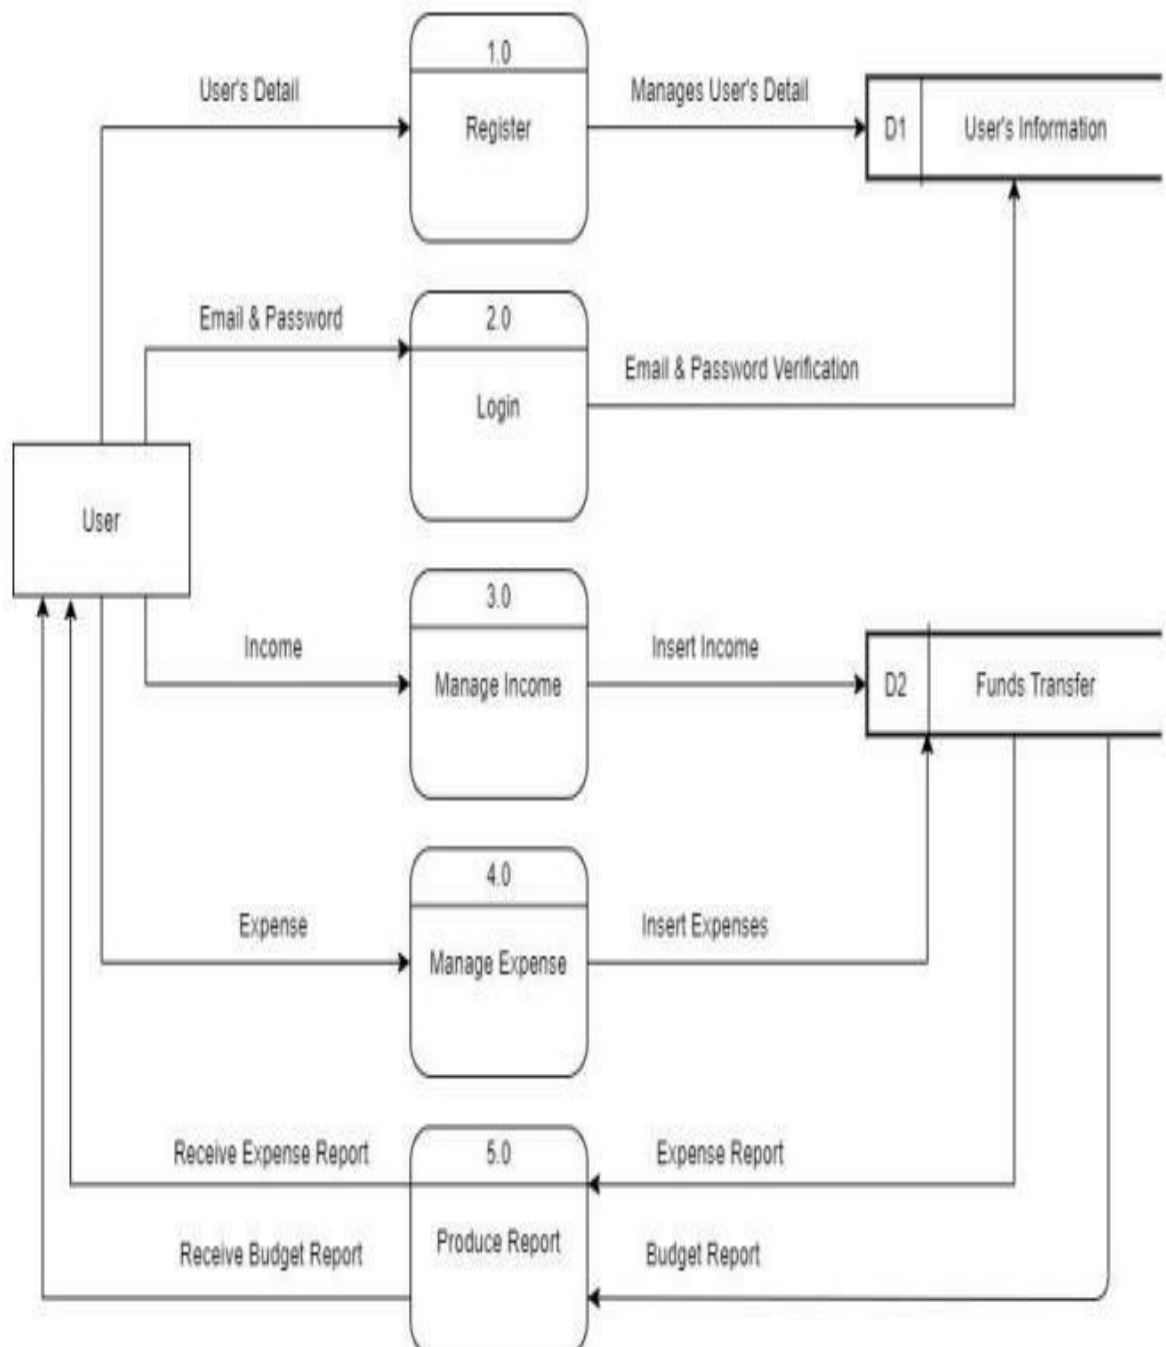 1.0
User's Detail
Manages User's Detail
Register
D1
User's Information
Email & Password
2.0
Email & Password Verification
Login
User
3.0
Income
Insert Income
Manage Income
D2
Funds Transfer
4.0
Expense
Insert Expenses
Manage Expense
Receive Expense Report
5.0
Expense Report
Produce Report
Receive Budget Report
Budget Report